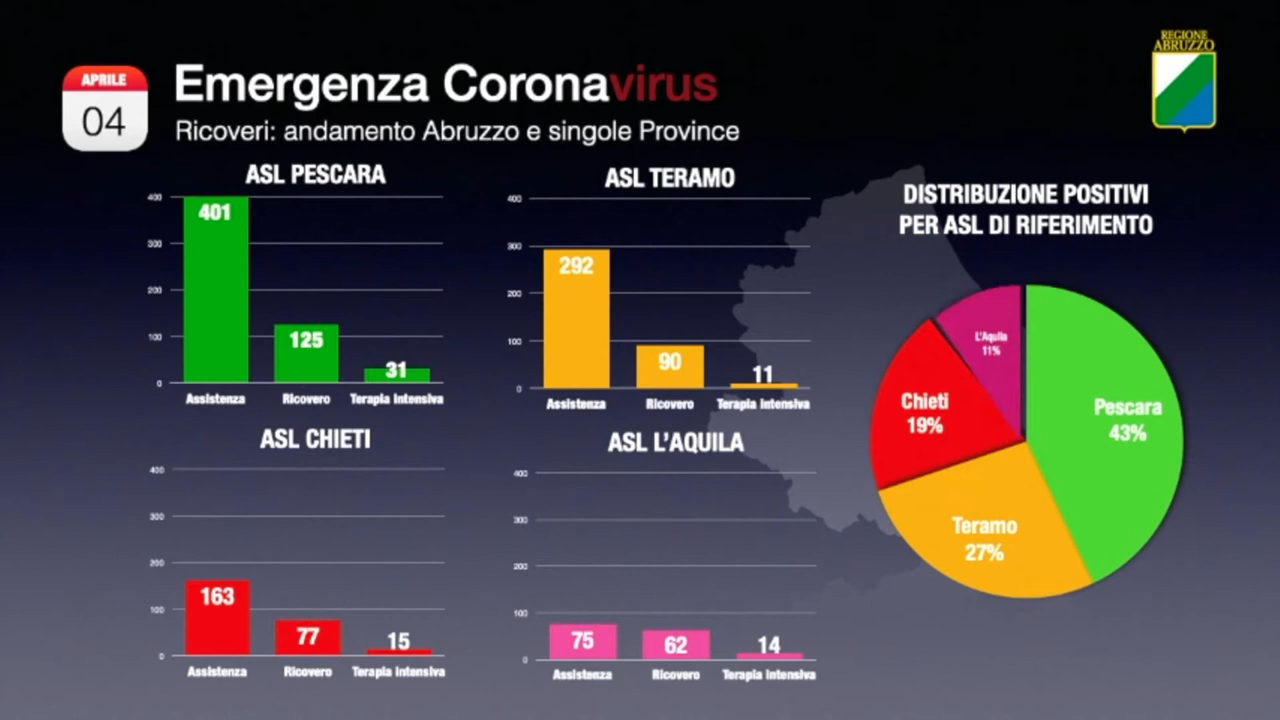 REGIONE
ABRUZZO
APRILE
04
Emergenza Coronavirus
Ricoveri: andamento Abruzzo e singole Province
ASL PESCARA
400
300
200
100
0
401
125
31
Assistenza Ricovero Terapia intensiva
ASL TERAMO
400
300
200
100
0
292
90
11
Assistenza Ricovero Terapia intensiva
ASL CHIETI
400
300
200
100
0
163
77
15
Assistenza Ricovero Terapia intensiva
ASL L'AQUILA
400
300
200
100
0
75
62
14
Assistenza Ricovero Terapia intensiva
DISTRIBUZIONE POSITIVI
PER ASL DI RIFERIMENTO
L'Aquila
11%
Pescara
43%
Chieti
19%
Teramo
27%